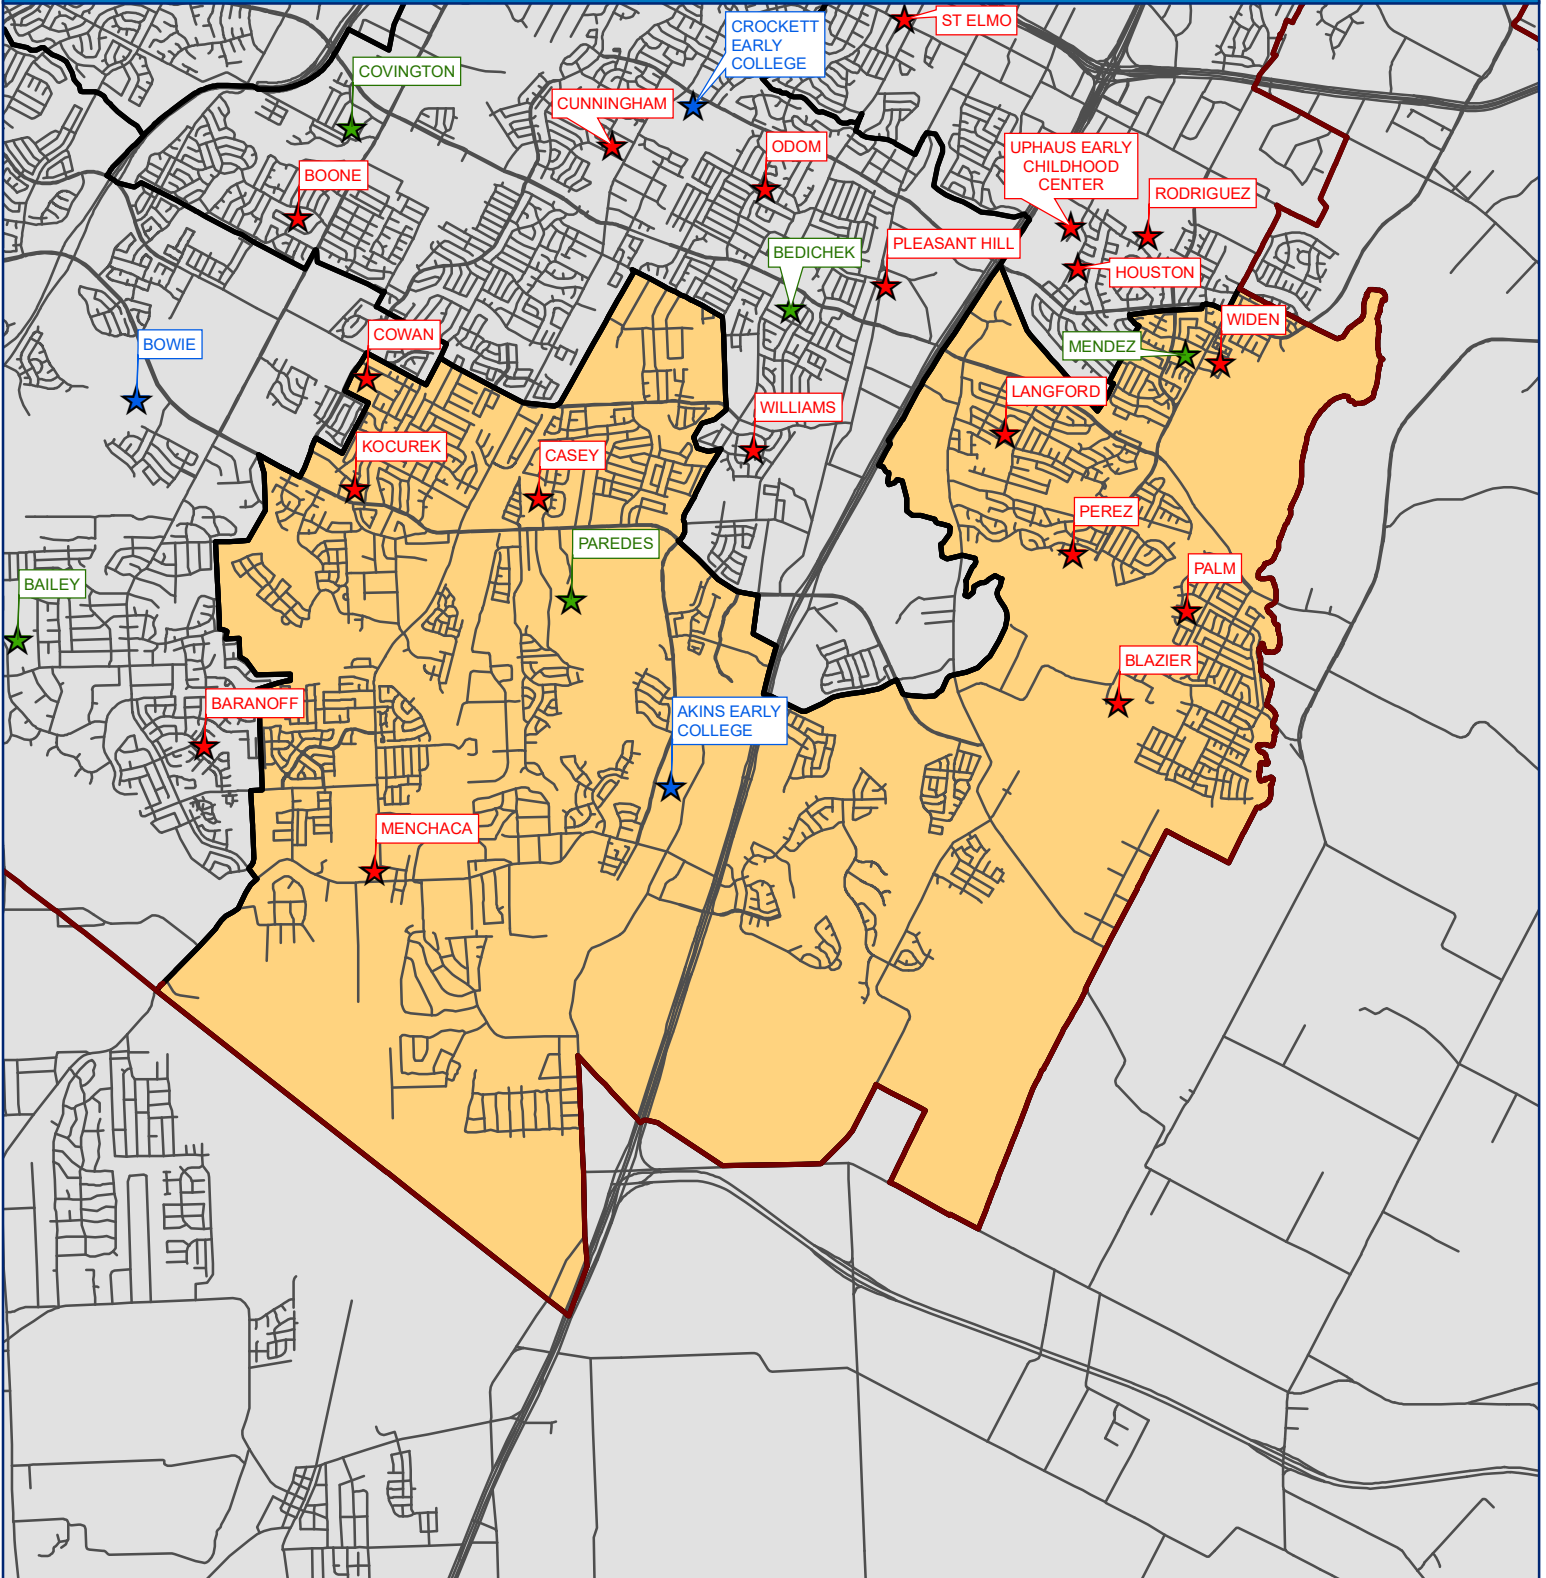 ST ELMO
CROCKETT
EARLY
COLLEGE
COVINGTON
CUNNINGHAM
ODOM
UPHAUS EARLY
CHILDHOOD
CENTER
BOONE
RODRIGUEZ
BEDICHEK
PLEASANT HILL
HOUSTON
WIDEN
COWAN
BOWIE
MENDEZ
LANGFORD
WILLIAMS
KOCUREK
CASEY
PEREZ
PAREDES
PALM
BAILEY
BLAZIER
BARANOFF
AKINS EARLY
COLLEGE
MENCHACA